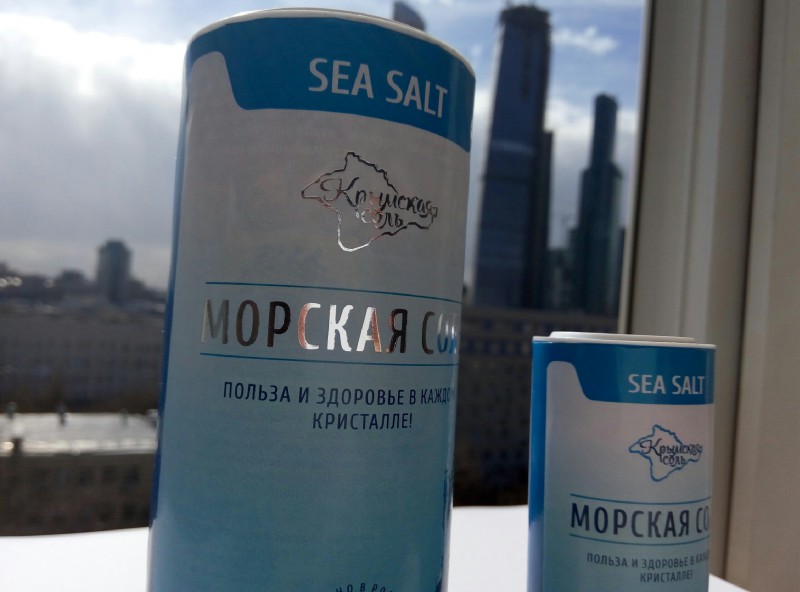 SEA SALT
Крымская
соль
МОРСКАЯ СОЛ
ПОЛЬЗА И ЗДОРОВЬЕ В КАЖДО
КРИСТАЛЛЕ!
SEA SALT
Крымская
соль
МОРСКАЯ СО
ПОЛЬЗА И ЗДОРОВЬЕ В КАЖД
КРИСТАЛЛЕ!